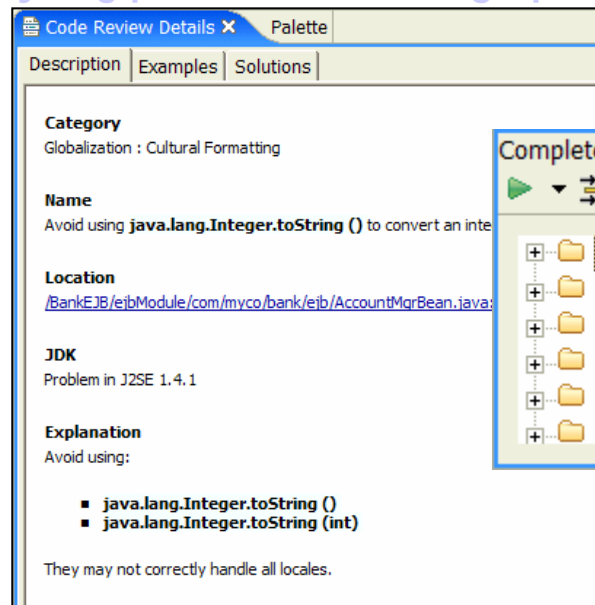 Code Review Details
Palette
Description Examples Solutions
Category
Globalization : Cultural Formatting
Name
Avoid using java.lang.Integer.toString () to convert an inte
Location
/BankEJB/ejbModule/com/myco/bank/ejb/AccountMgrBean.java:
JDK
Problem in J2SE 1.4.1
Explanation
Avoid using:
java.lang.Integer.toString ()
java.lang.Integer.toString (int)
They may not correctly handle all locales.
Complete